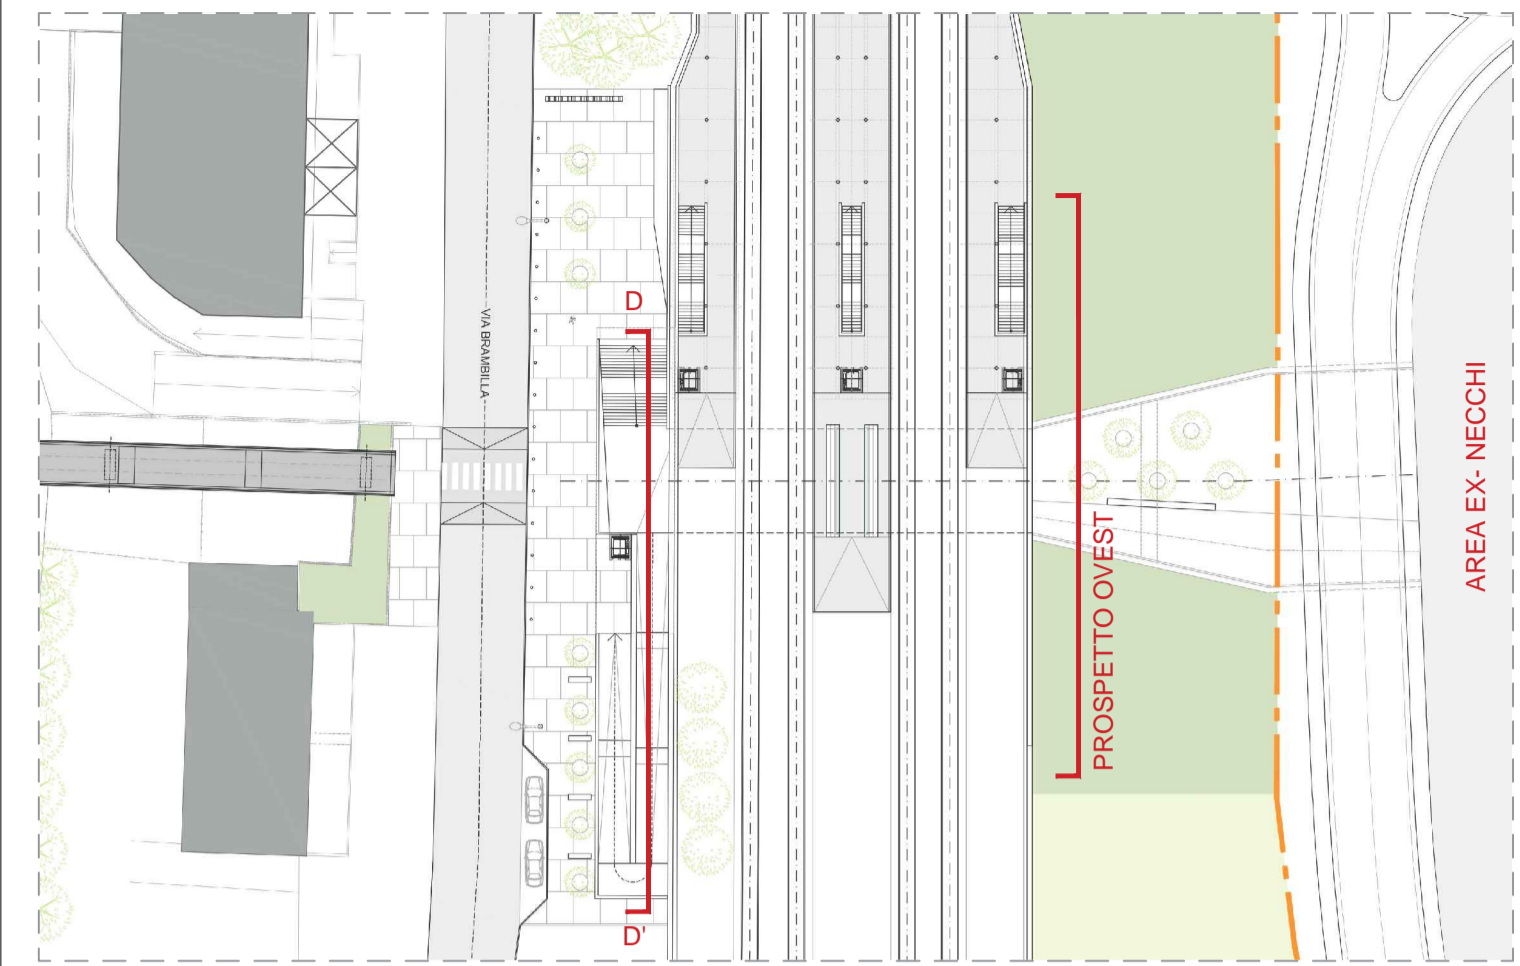 VIA BRAMBILLA
D
D'
PROSPETTO OVEST
AREA EX- NECCHI